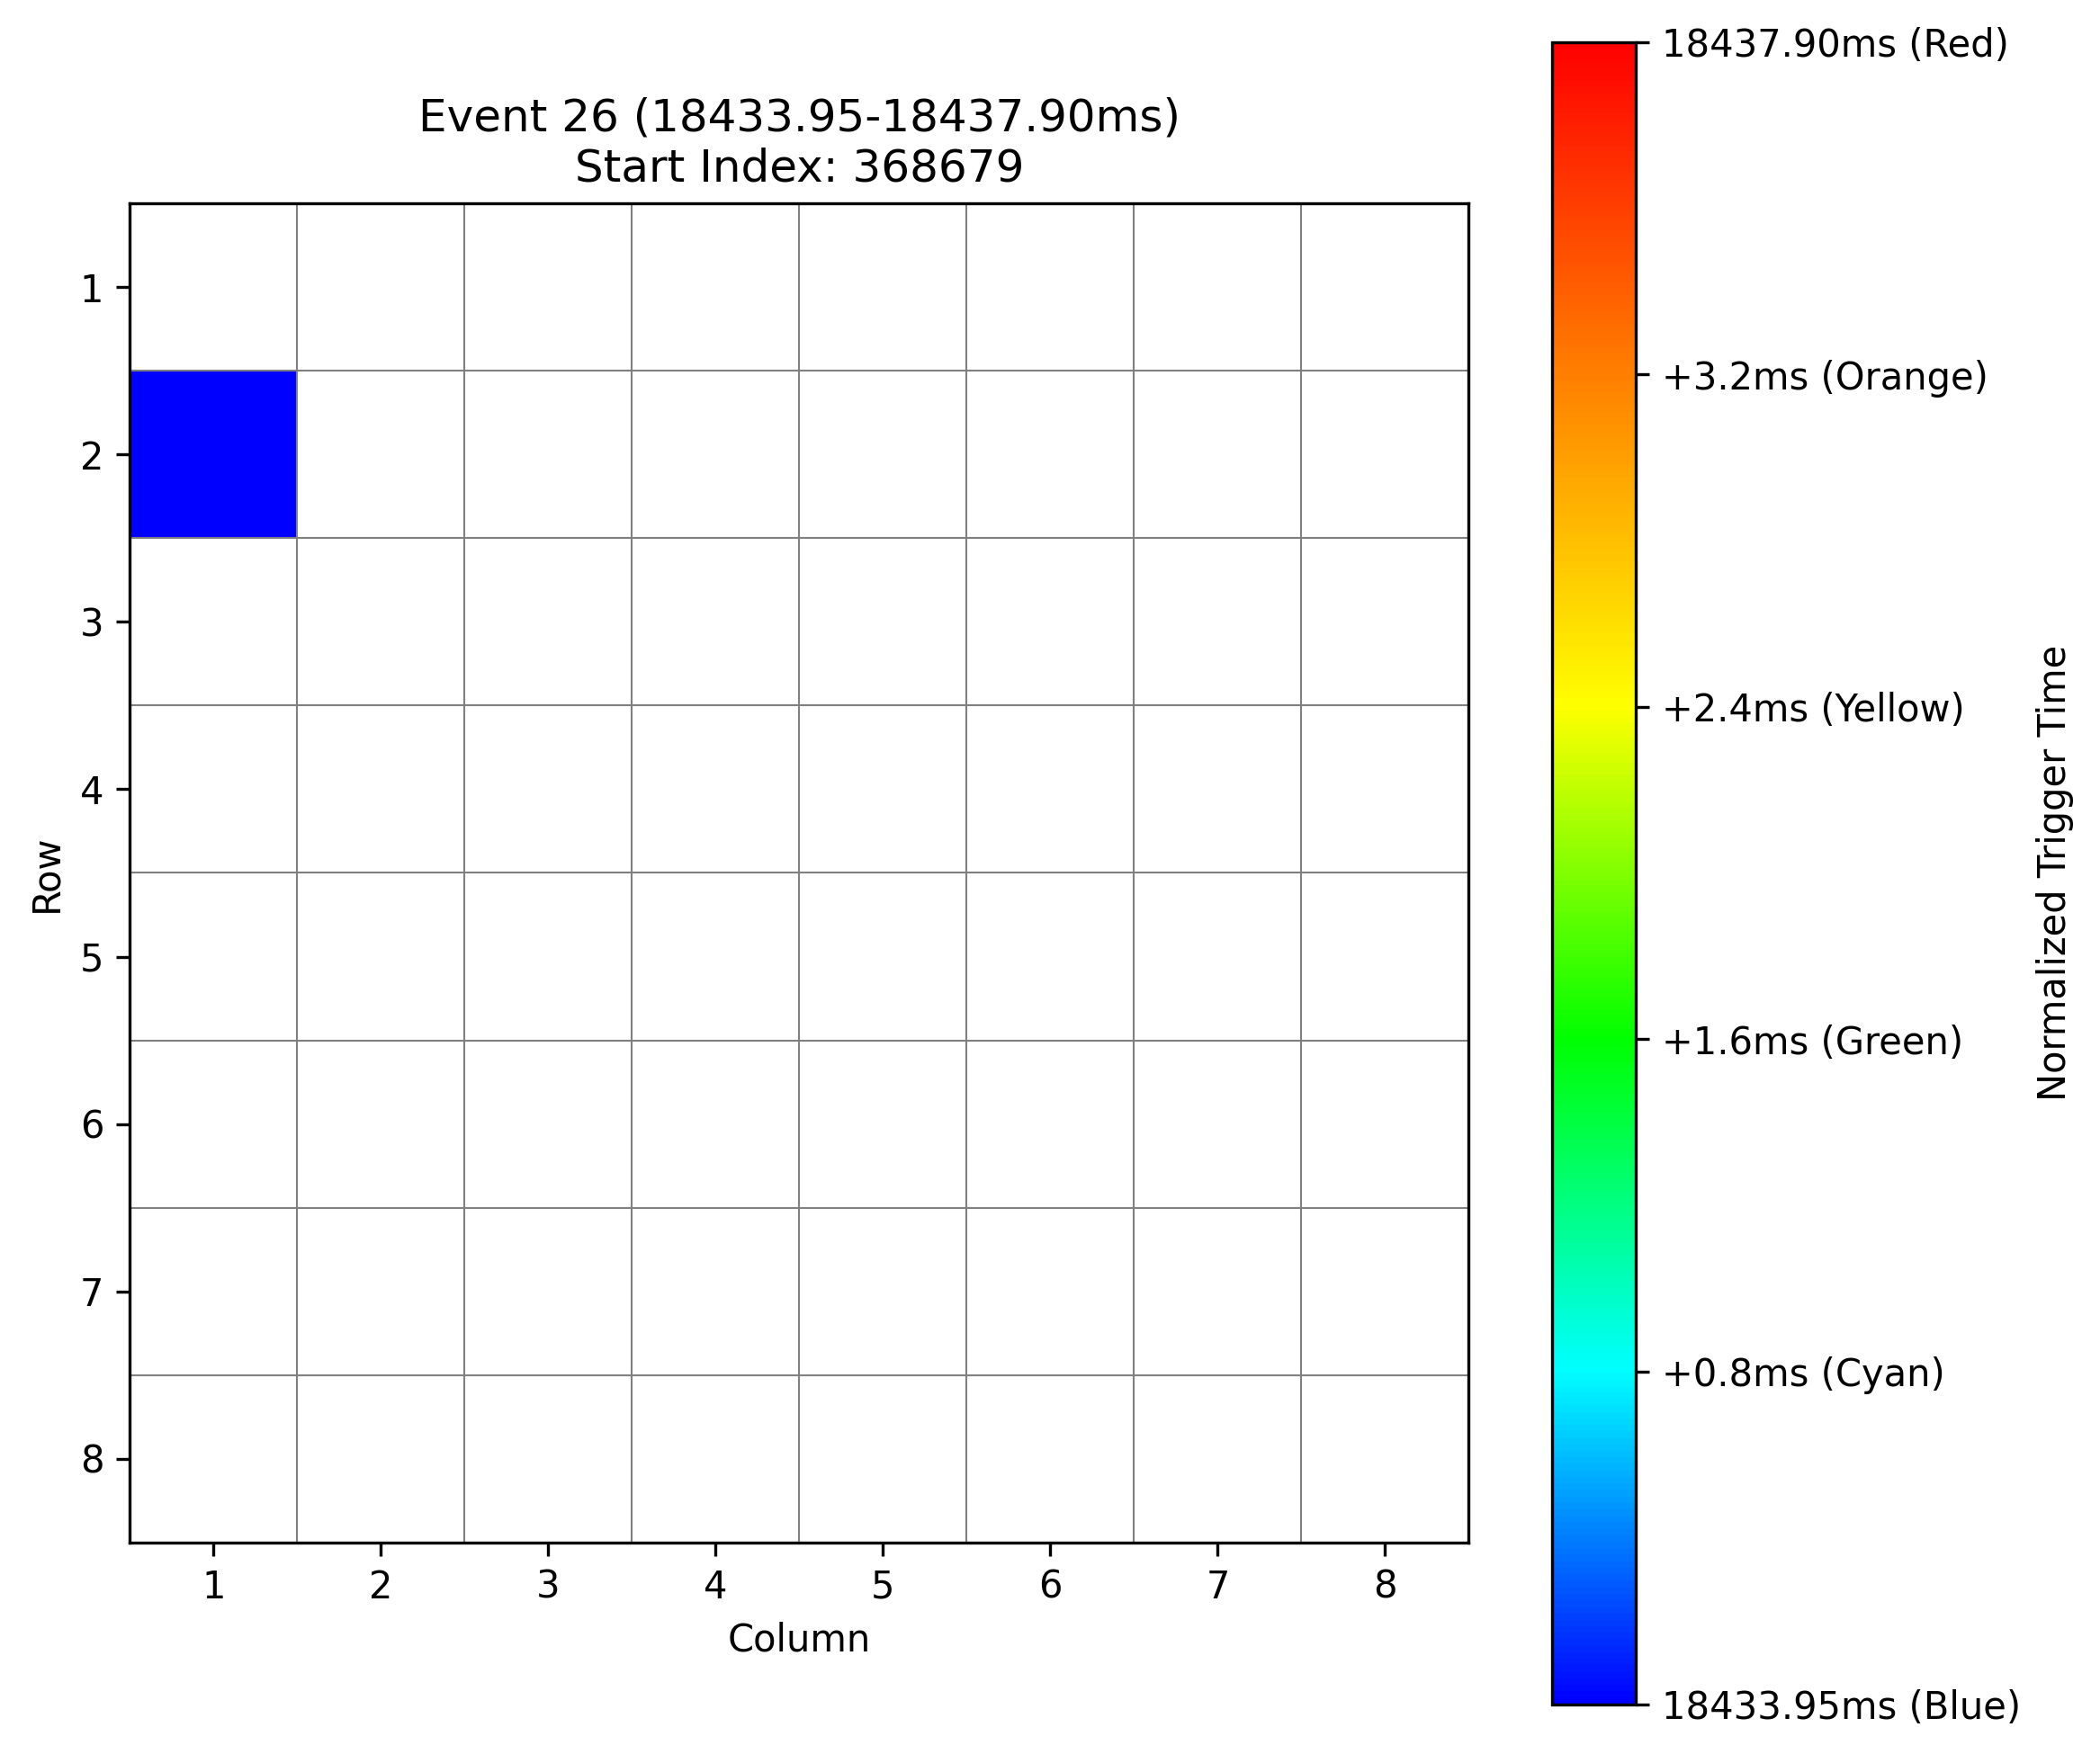 Event 26 (18433.95-18437.90ms)
Start Index: 368679
Row
1
2
3
4
5
6
7
8
1 2 3 4 5 6 7 8
Column
18437.90ms (Red)
+3.2ms (Orange)
+2.4ms (Yellow)
+1.6ms (Green)
+0.8ms (Cyan)
18433.95ms (Blue)
Normalized Trigger Time